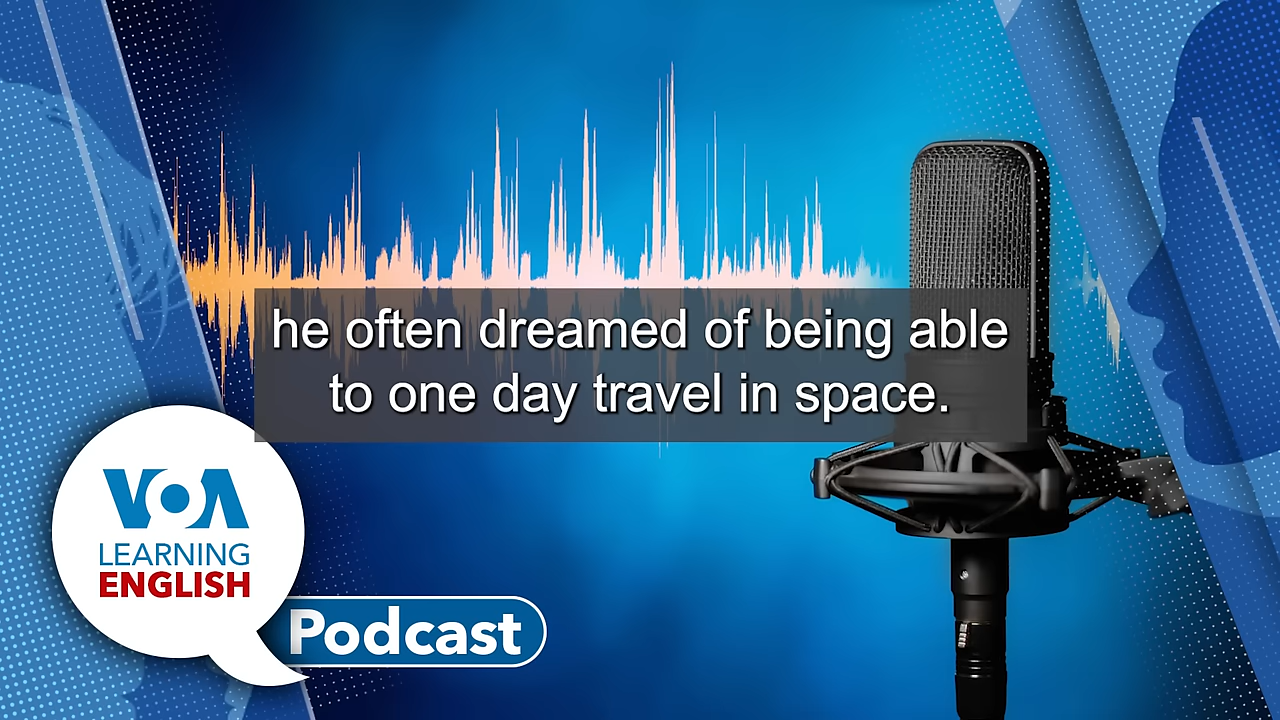 he often dreamed of being able
to one day travel in space.
VOA
LEARNING
ENGLISH
Podcast